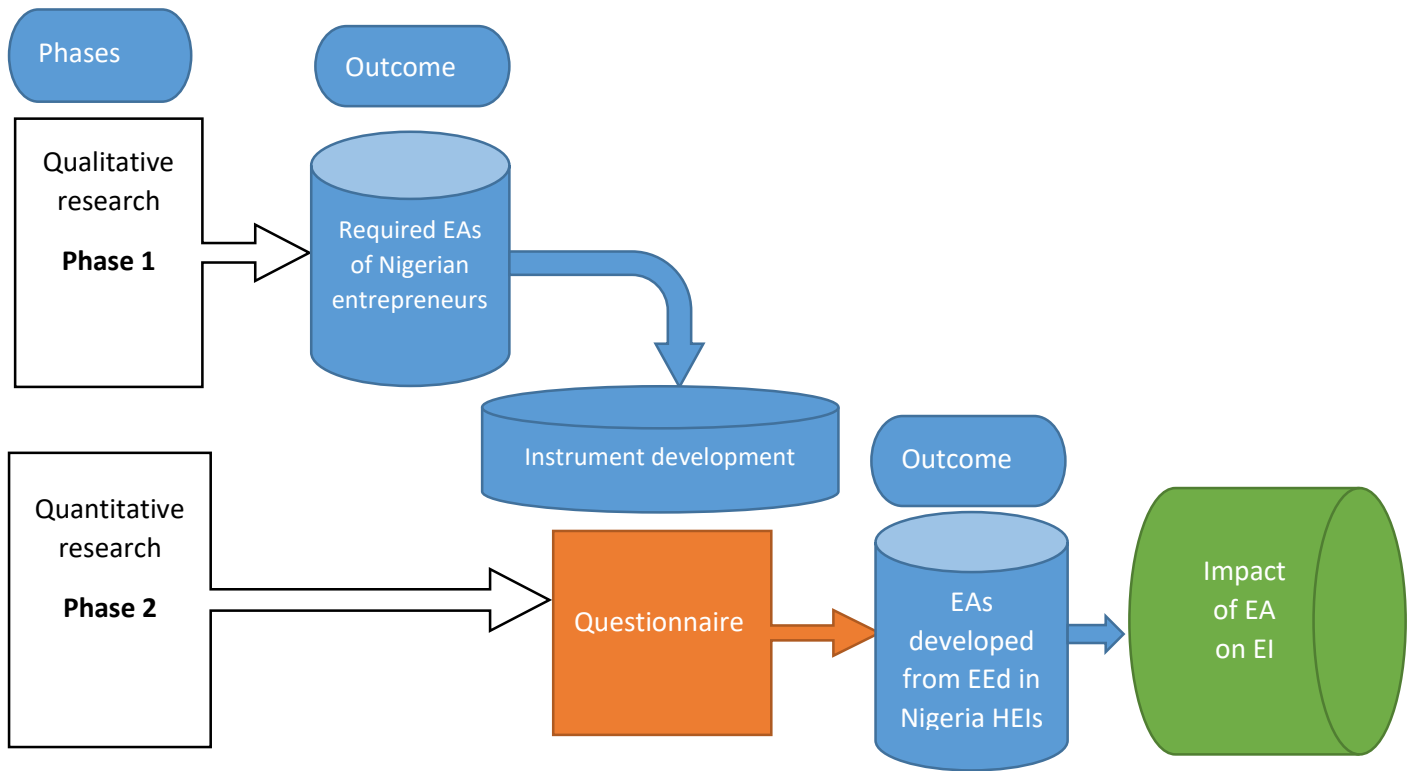 Phases
Outcome
Qualitative
research
Phase 1
Required EAs
of Nigerian
entrepreneurs
Instrument development
Outcome
Quantitative
research
Phase 2
Questionnaire
EAs
developed
from EEd in
Nigeria HEIs
Impact
of EA
on EI